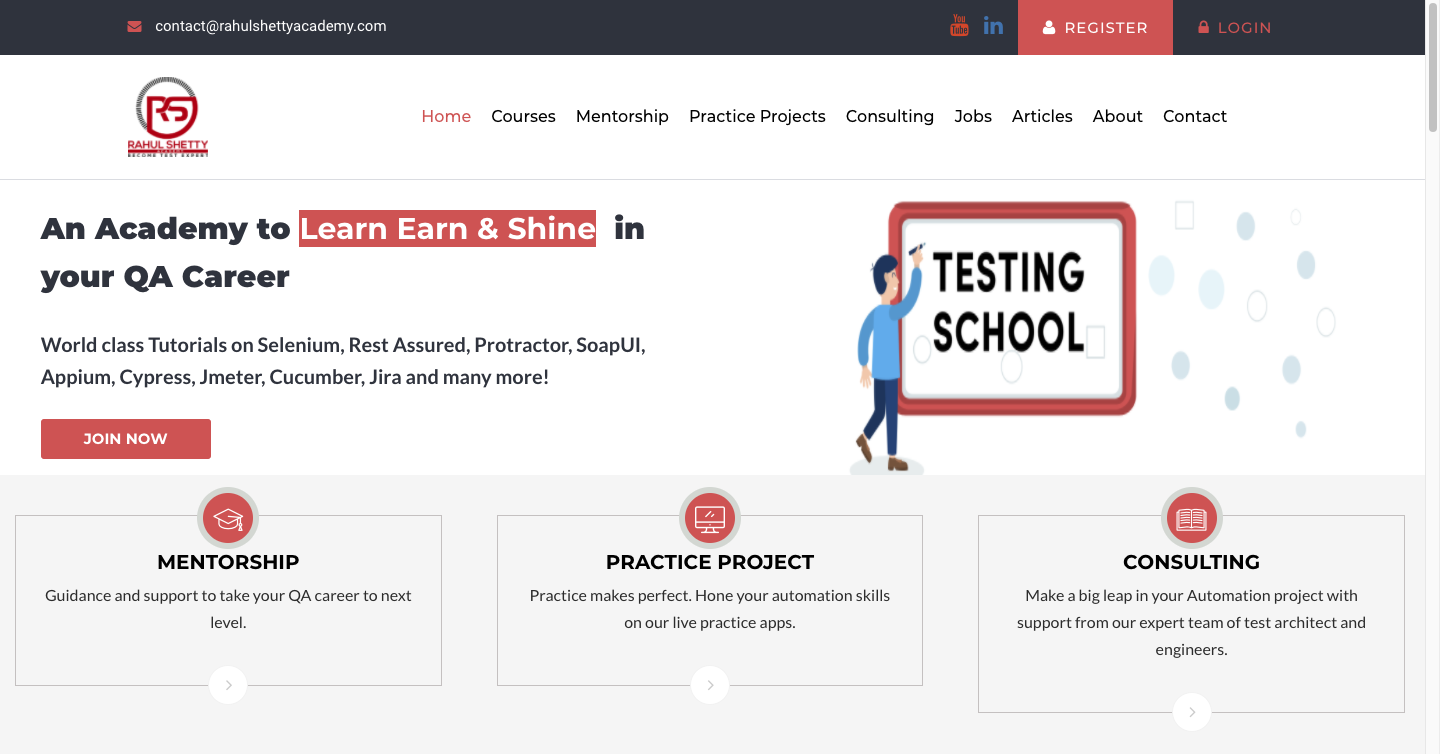 contact@rahulshettyacademy.com
You
Tube
in
REGISTER
LOGIN
RS
RAHUL SHETTY
ACADEMY
BECOME TEST EXPERT
Home Courses Mentorship Practice Projects Consulting Jobs Articles About Contact
An Academy to Learn Earn & Shine in
your QA Career
World class Tutorials on Selenium, Rest Assured, Protractor, SoapUI,
Appium, Cypress, Jmeter, Cucumber, Jira and many more!
JOIN NOW
TESTING
SCHOOL
MENTORSHIP
Guidance and support to take your QA career to next
level.
PRACTICE PROJECT
Practice makes perfect. Hone your automation skills
on our live practice apps.
CONSULTING
Make a big leap in your Automation project with
support from our expert team of test architect and
engineers.